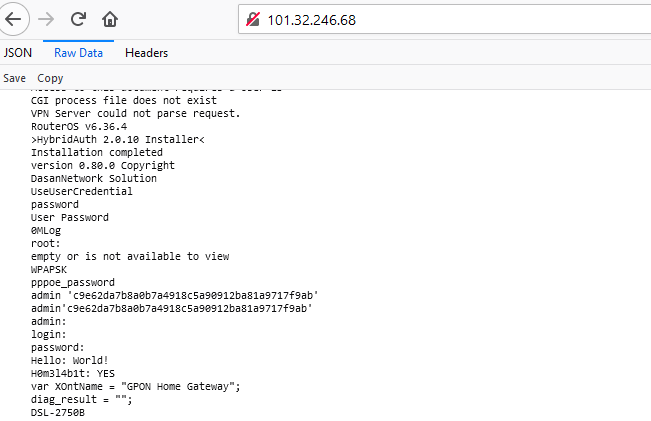 101.32.246.68
JSON Raw Data Headers
Save Copy
CGI process file does not exist
VPN Server could not parse request.
RouterOS v6.36.4
>HybridAuth 2.0.10 Installer<
Installation completed
version 0.80.0 Copyright
DasanNetwork Solution
UseUserCredential
password
User Password
0MLog
root:
empty or is not available to view
WPAPSK
pppoe_password
admin 'c9e62da7b8a0b7a4918c5a90912ba81a9717f9ab'
admin'c9e62da7b8a0b7a4918c5a90912ba81a9717f9ab'
admin:
login:
password:
Hello: World!
H0m3l4b1t: YES
var XOntName = "GPON Home Gateway";
diag_result = "";
DSL-2750B